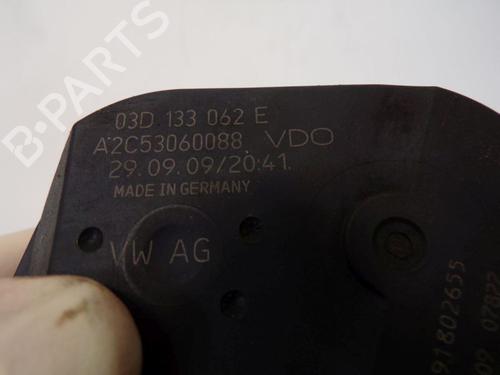 03D 133 062 E
A2C53060088 VDO
29.09.09/20:41
MADE IN GERMANY
VW AG
91802655
B-PARTS